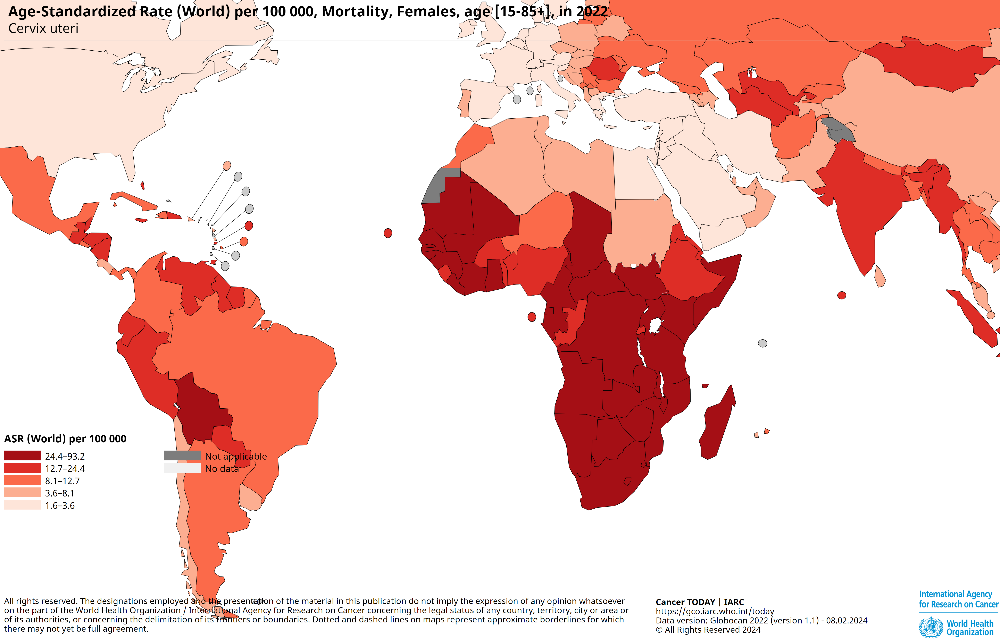 Age-Standardized Rate (World) per 100 000, Mortality, Females, age [15-85+], in 2022
Cervix uteri
ASR (World) per 100 000
24.4–93.2
12.7–24.4
8.1–12.7
3.6–8.1
1.6–3.6
Not applicable
No data
All rights reserved. The designations employed and the presentation of the material in this publication do not imply the expression of any opinion whatsoever
on the part of the World Health Organization / International Agency for Research on Cancer concerning the legal status of any country, territory, city or area or
of its authorities, or concerning the delimitation of its frontiers or boundaries. Dotted and dashed lines on maps represent approximate borderlines for which
there may not yet be full agreement.
Cancer TODAY | IARC
https://gco.iarc.who.int/today
Data version: Globocan 2022 (version 1.1) - 08.02.2024
© All Rights Reserved 2024
International Agency
for Research on Cancer
World Health
Organization